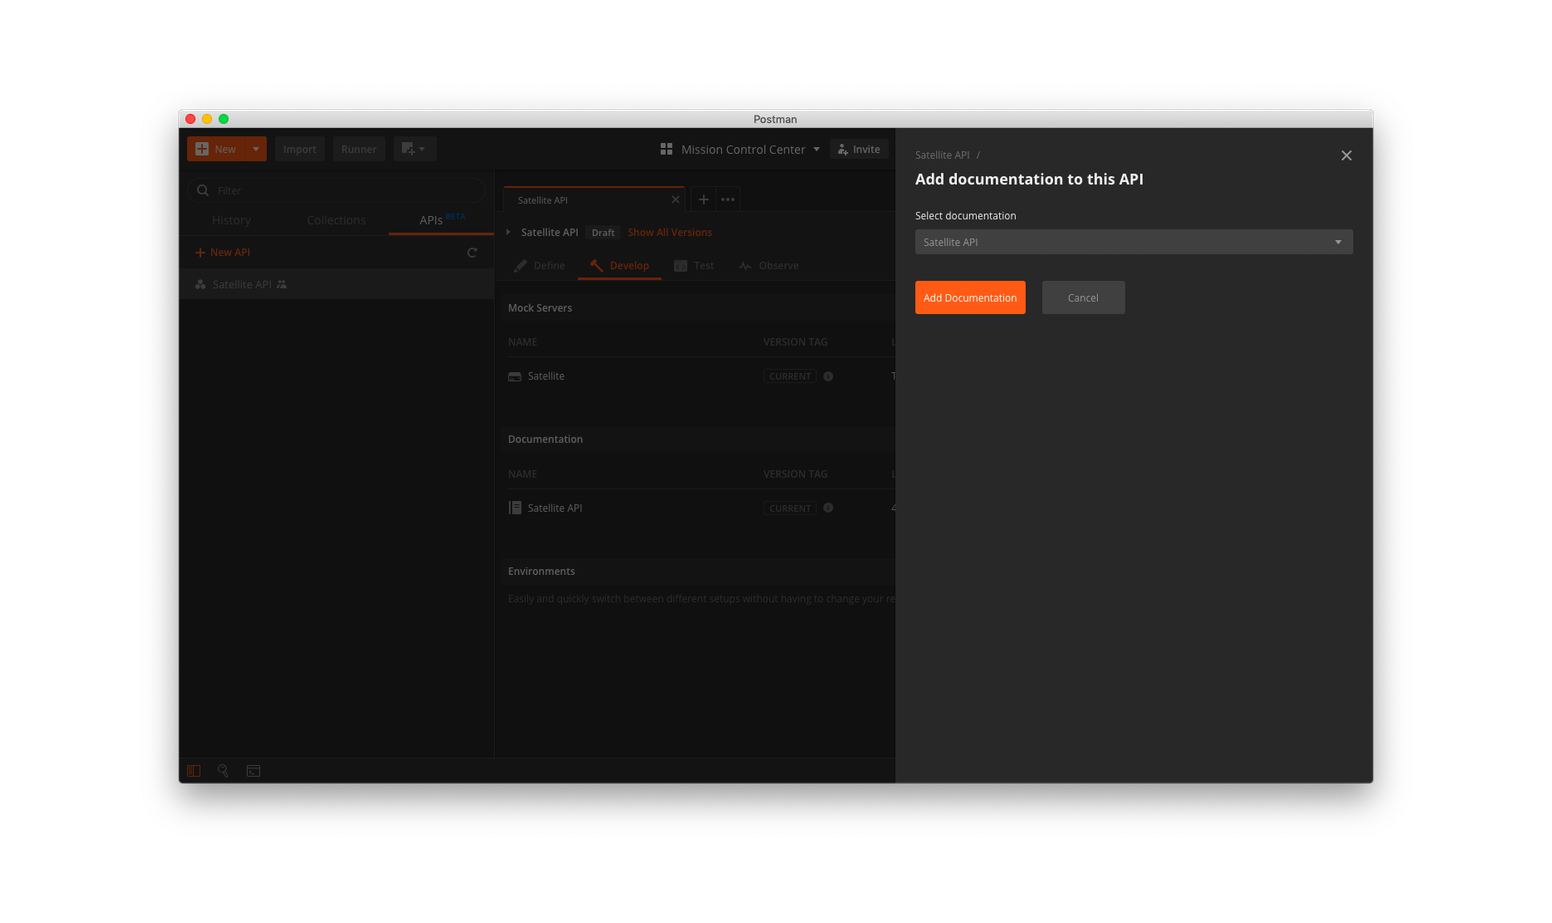 Postman
New
Import
Runner
Mission Control Center
Invite
Filter
History
Collections
APIs BETA
New API
Satellite API
Satellite API
Satellite API Draft Show All Versions
Define
Develop
Test
Observe
Mock Servers
NAME VERSION TAG
Satellite CURRENT
Documentation
NAME VERSION TAG
Satellite API CURRENT
Environments
Easily and quickly switch between different setups without having to change your re
Satellite API /
Add documentation to this API
Select documentation
Satellite API
Add Documentation
Cancel